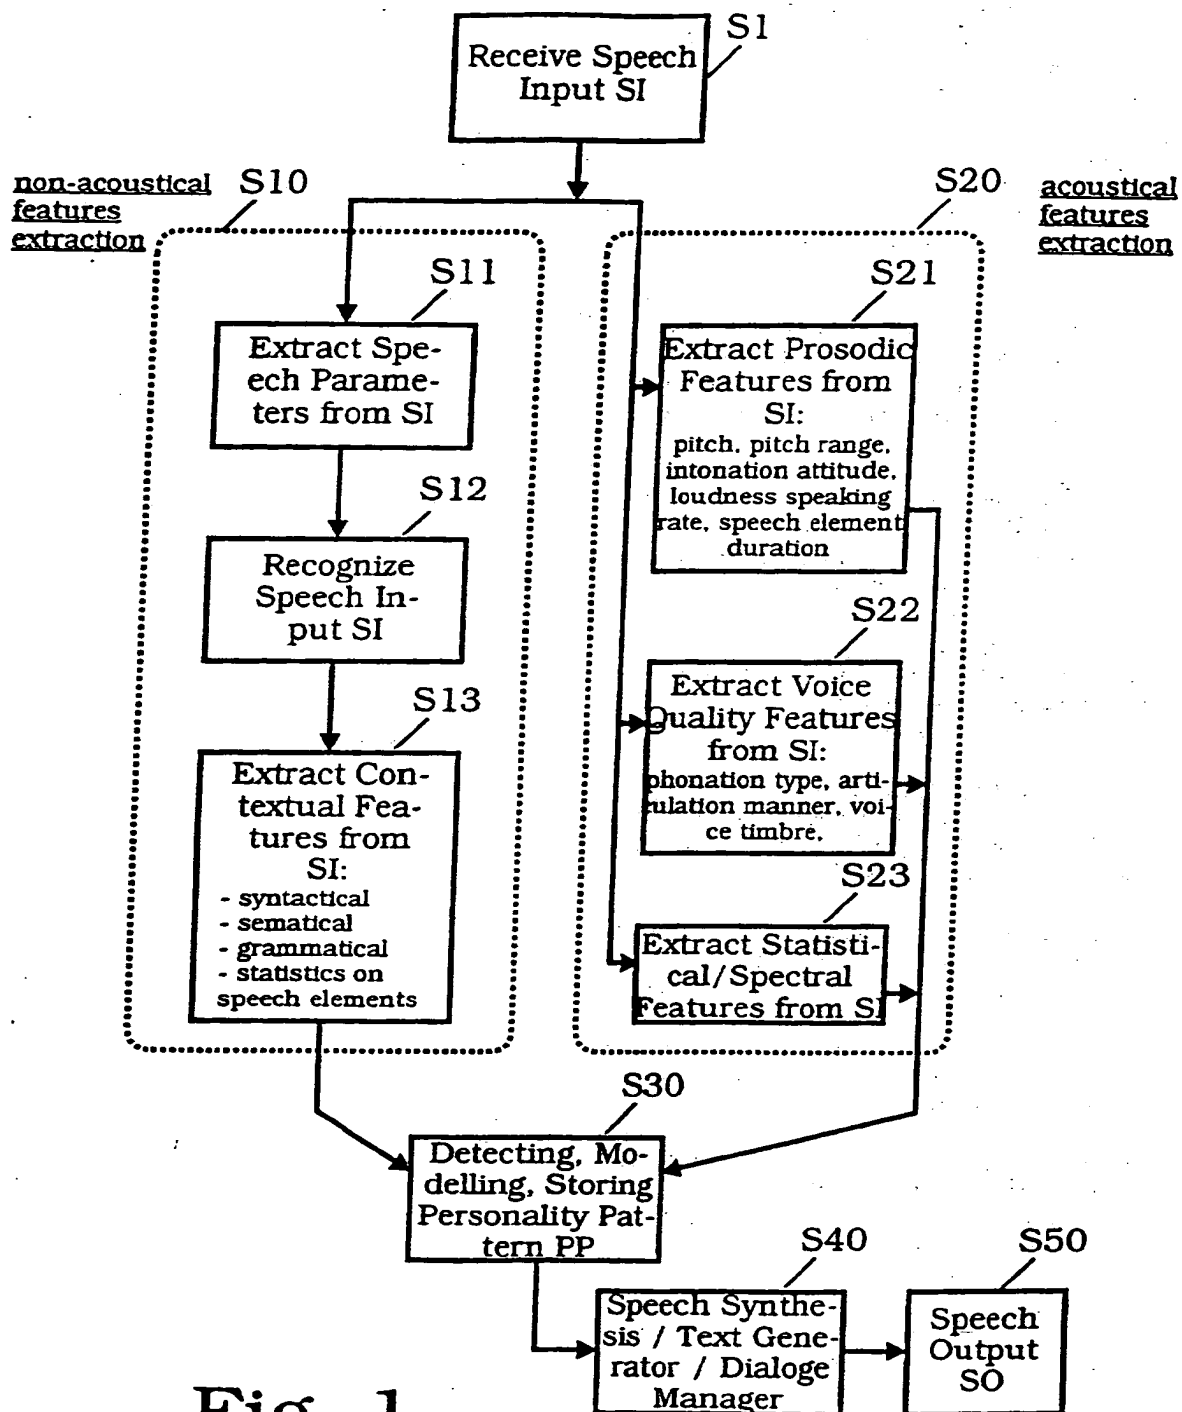 S1
Receive Speech
Input SI
non-acoustical
features
extraction
S10
S20
acoustical
features
extraction
S11
Extract Spe-
ech Parame-
ters from SI
S12
Recognize
Speech In-
put SI
S13
Extract Con-
textual Fea-
tures from
SI:
- syntactical
- sematical
- grammatical
- statistics on
speech elements
S21
Extract Prosodic
Features from
SI:
pitch, pitch range,
intonation attitude,
loudness speaking
rate, speech element
duration
S22
Extract Voice
Quality Features
from SI:
phonation type, arti-
culation manner, voi-
ce timbre,
S23
Extract Statisti-
cal/Spectral
Features from SI
S30
Detecting, Mo-
delling, Storing
Personality Pat-
tern PP
S40
Speech Synthe-
sis / Text Gene-
rator / Dialoge
Manager
S50
Speech
Output
SO
Fig. 1